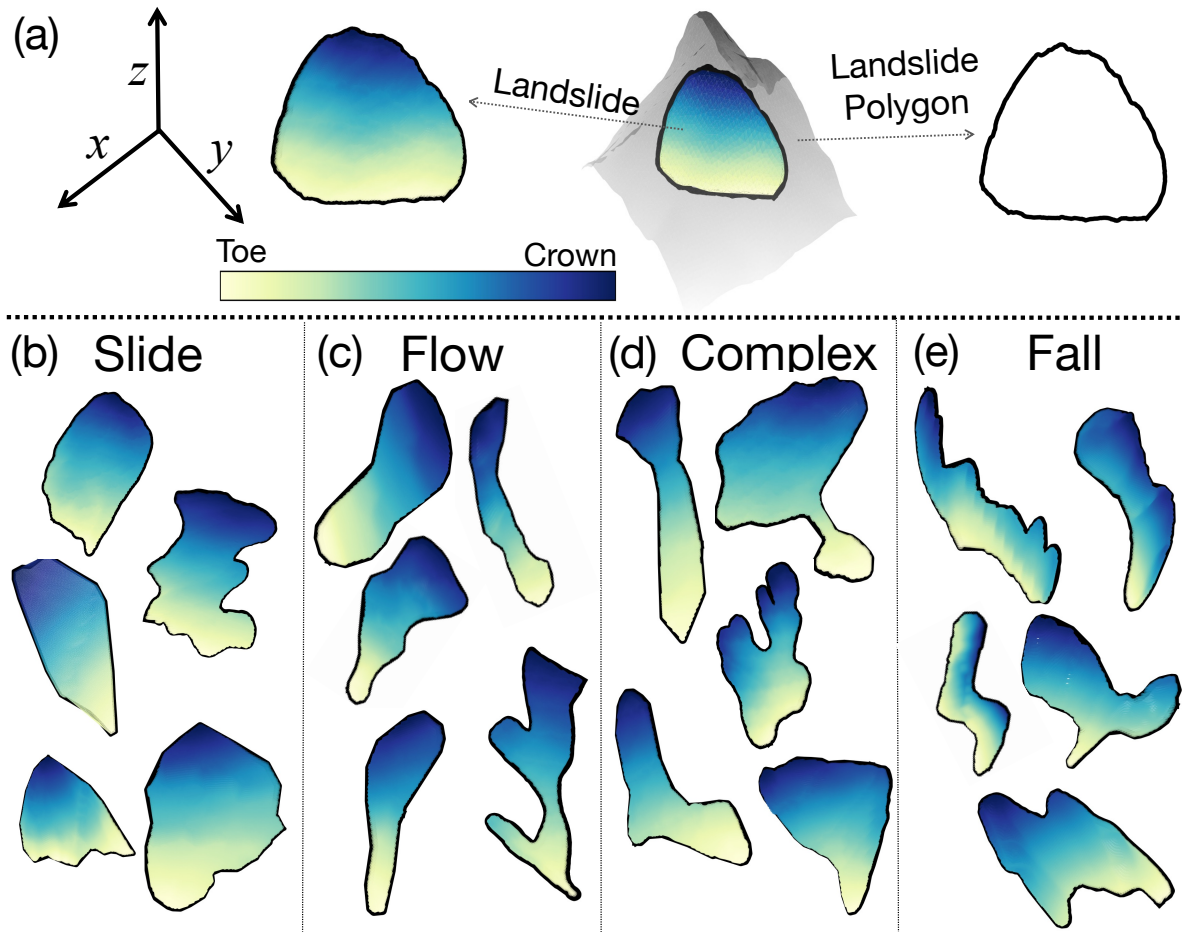 (a)
z
x
y
Landslide
Landslide
Polygon
Toe
Crown
(b) Slide
(c) Flow
(d) Complex
(e) Fall